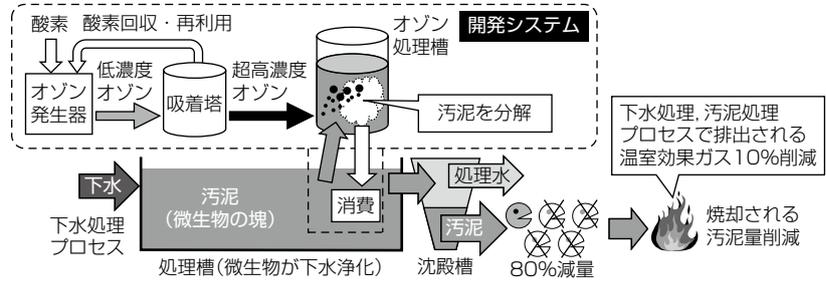 開発システム
酸素
酸素回収・再利用
オゾン
発生器
低濃度
オゾン
吸着塔
超高濃度
オゾン
オゾン
処理槽
汚泥を分解
下水処理,汚泥処理
プロセスで排出される
温室効果ガス10%削減
下水
下水処理
プロセス
汚泥
(微生物の塊)
消費
処理槽(微生物が下水浄化)
処理水
汚泥
沈殿槽
80%減量
焼却される
汚泥量削減